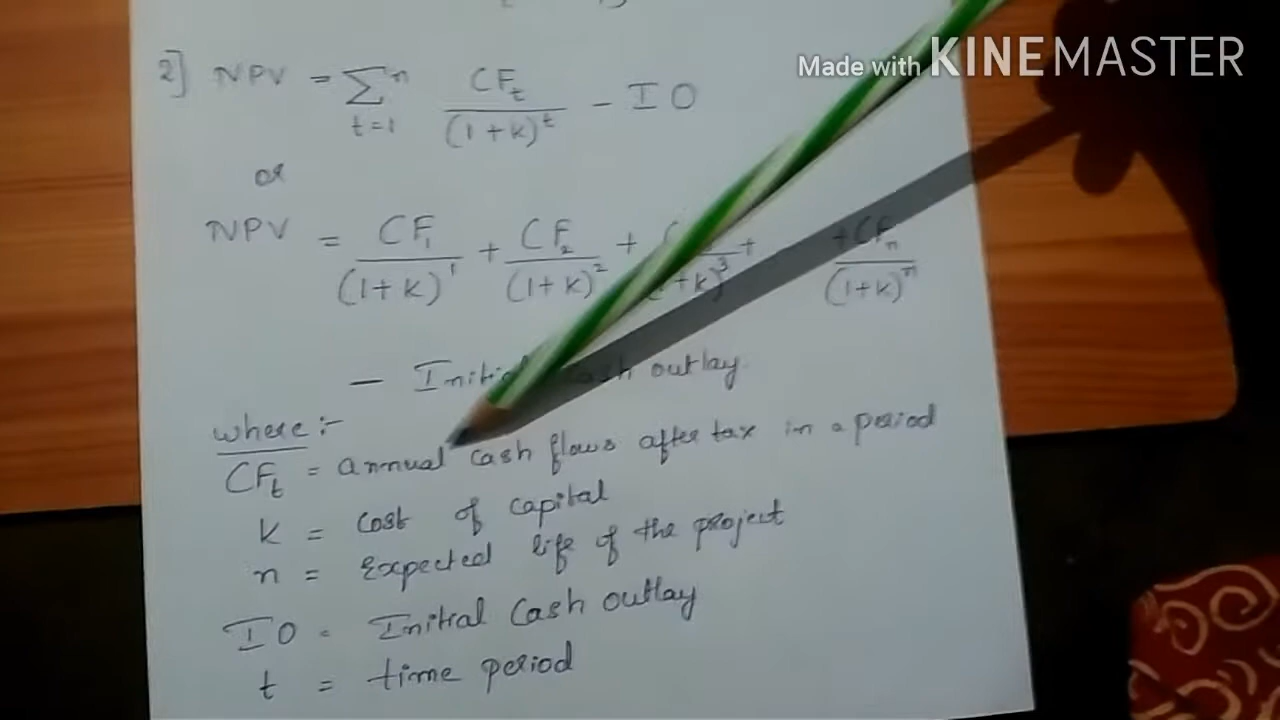 Made with KINEMASTER
2] NPV = ∑ⁿ t=1 CFt / (1+k)^t - IO
or
NPV = CF1 / (1+k)^1 + CF2 / (1+k)^2 + / +k)^3 + +CFn / (1+k)^n
— Initial Cash outlay.
where :-
CFt = annual cash flows after tax in a period
k = cost of capital
n = Expected life of the project
IO = Initial Cash outlay
t = time period